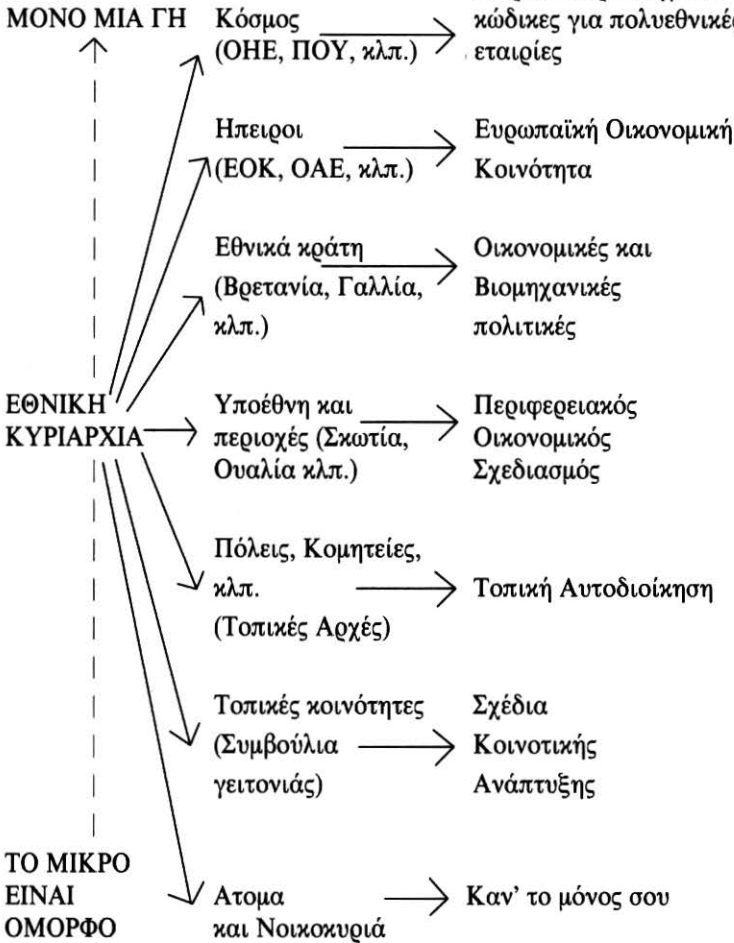 ΜΟΝΟ ΜΙΑ ΓΗ
Κόσμος
(ΟΗΕ, ΠΟΥ, κλπ.)
κώδικες για πολυεθνικές
εταιρίες
Ηπειροι
(ΕΟΚ, ΟΑΕ, κλπ.)
Ευρωπαϊκή Οικονομική
Κοινότητα
Εθνικά κράτη
(Βρετανία, Γαλλία,
κλπ.)
Οικονομικές και
Βιομηχανικές
πολιτικές
ΕΘΝΙΚΗ
ΚΥΡΙΑΡΧΙΑ
Υποέθνη και
περιοχές (Σκωτία,
Ουαλία κλπ.)
Περιφερειακός
Οικονομικός
Σχεδιασμός
Πόλεις, Κομητείες,
κλπ.
(Τοπικές Αρχές)
Τοπική Αυτοδιοίκηση
Τοπικές κοινότητες
(Συμβούλια
γειτονιάς)
Σχέδια
Κοινοτικής
Ανάπτυξης
ΤΟ ΜΙΚΡΟ
ΕΙΝΑΙ
ΟΜΟΡΦΟ
Ατομα
και Νοικοκυριά
Καν' το μόνος σου